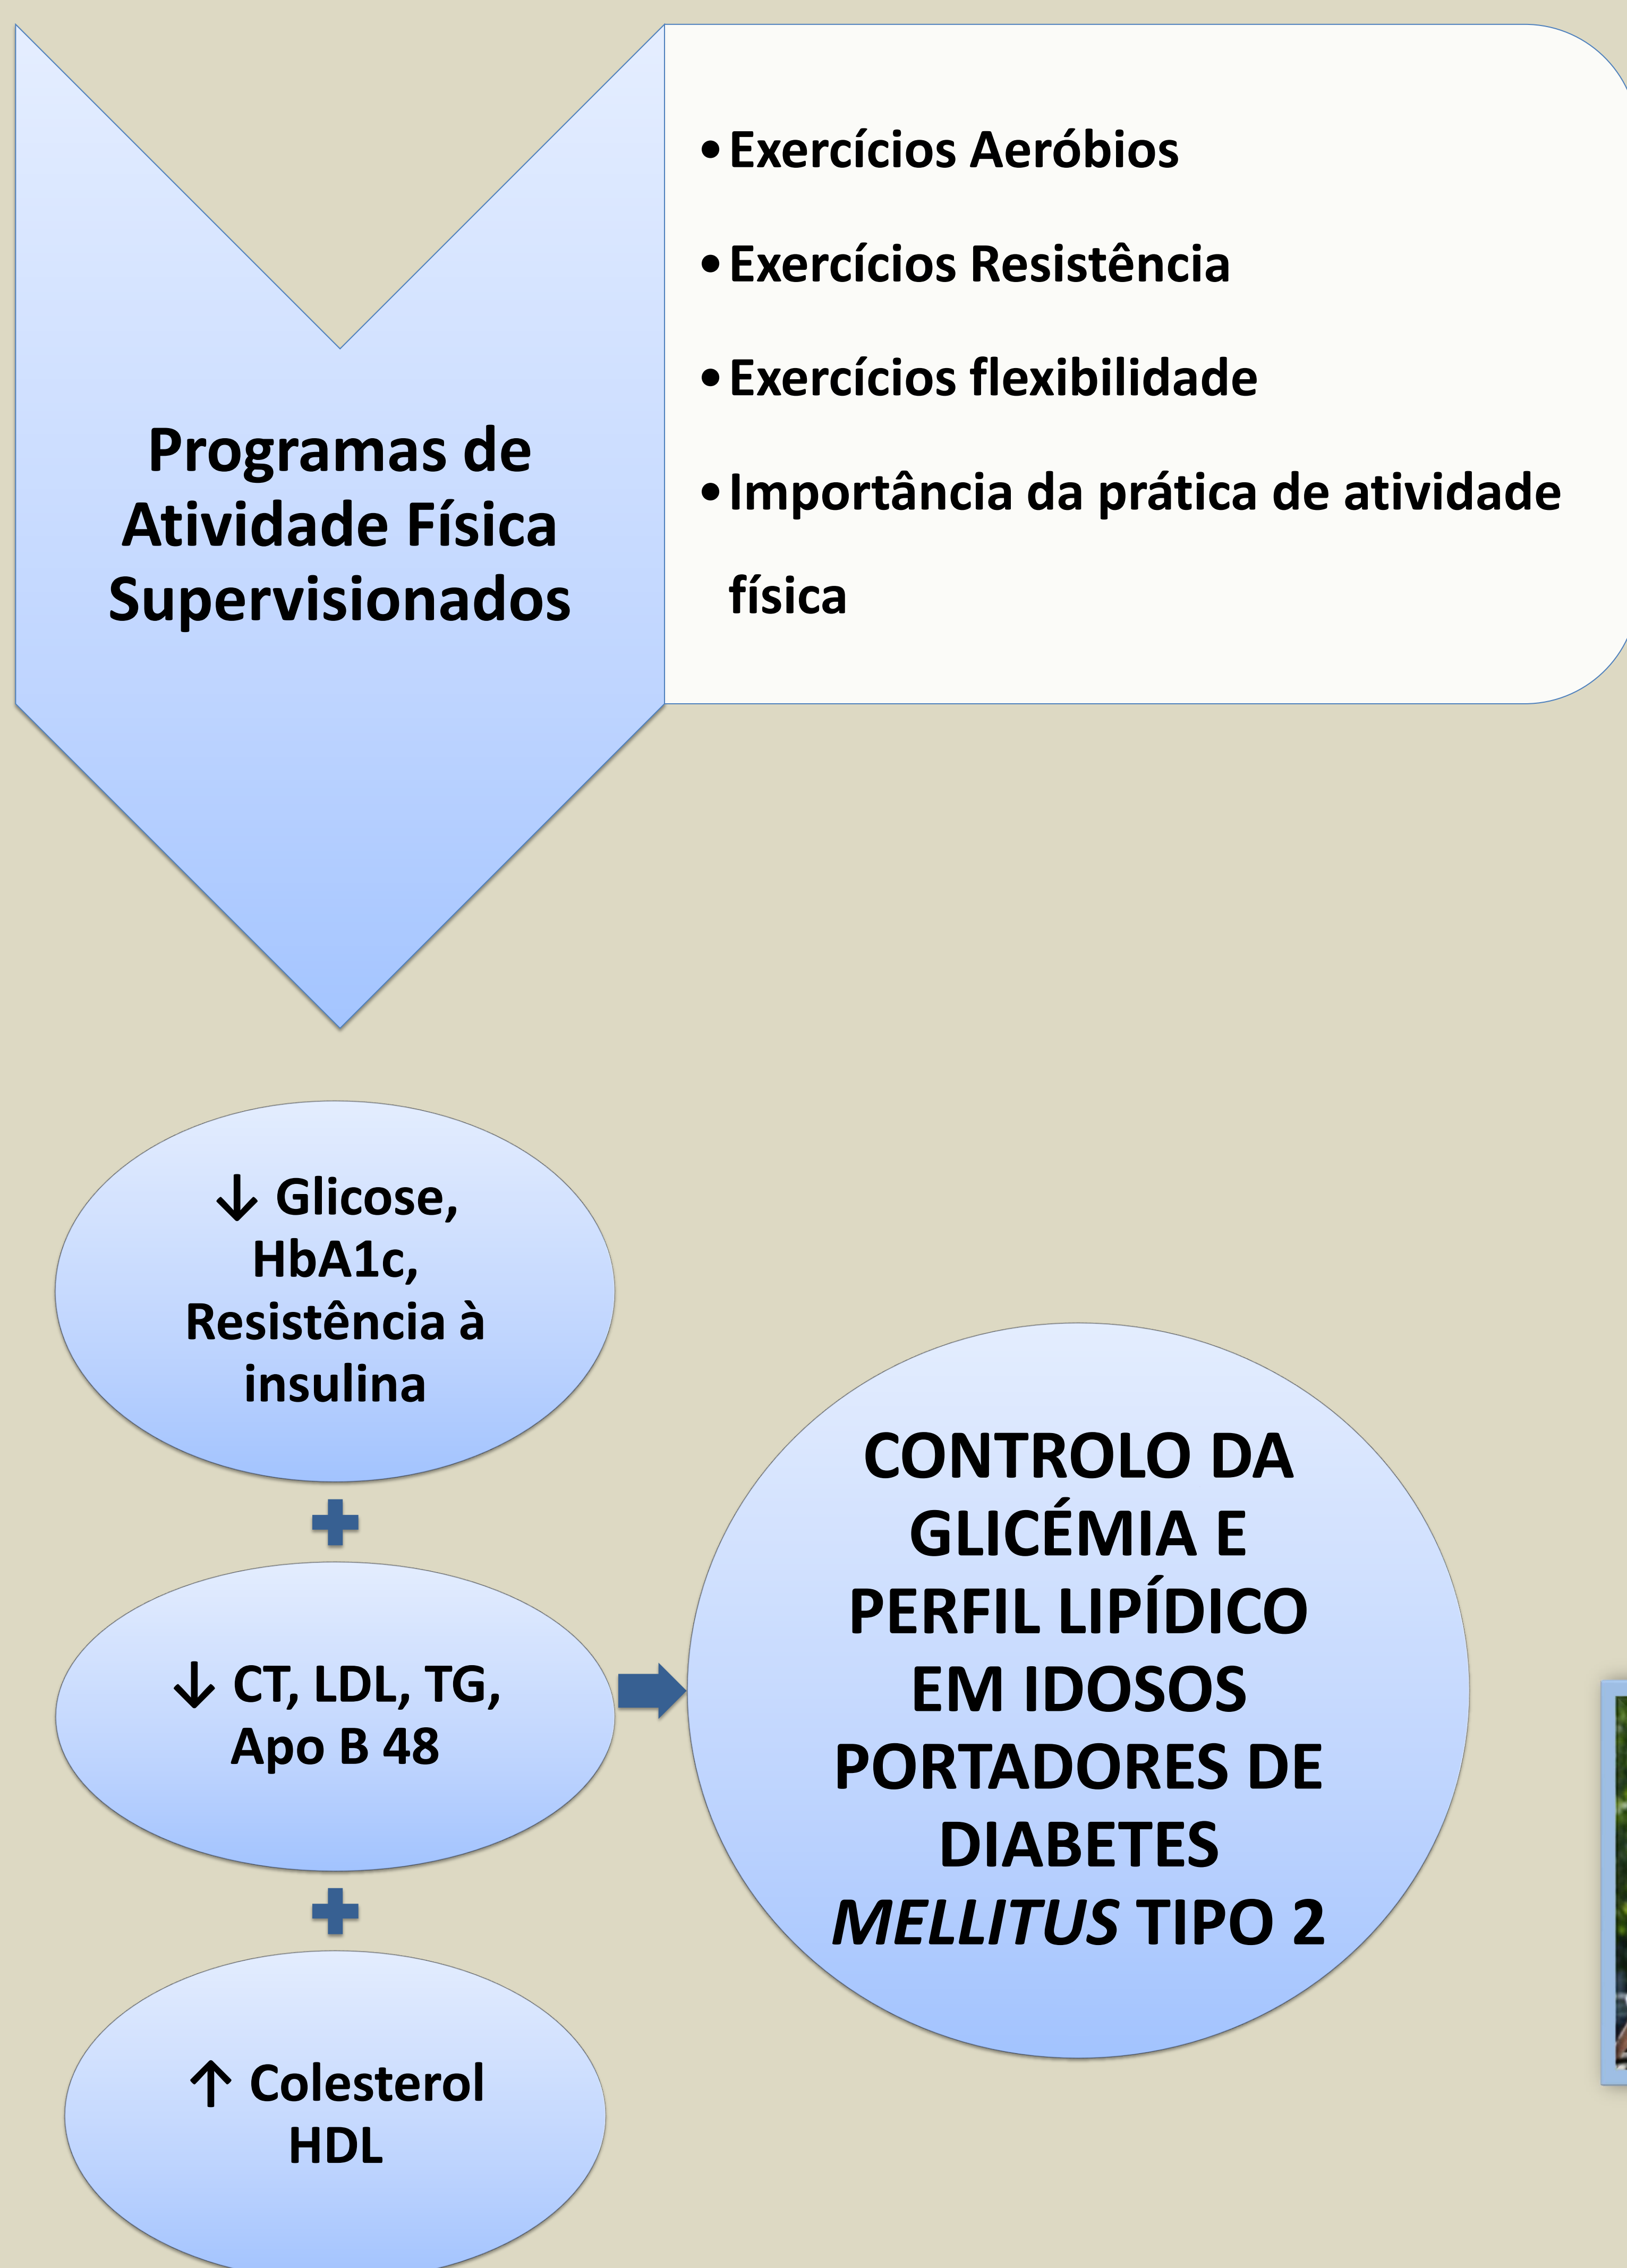 Programas de
Atividade Física
Supervisionados
•Exercícios Aeróbios
•Exercícios Resistência
•Exercícios flexibilidade
•Importância da prática de atividade
física
↓ Glicose,
HbA1c,
Resistência à
insulina
↓ CT, LDL, TG,
Apo B 48
↑ Colesterol
HDL
CONTROLO DA
GLICÉMIA E
PERFIL LIPÍDICO
EM IDOSOS
PORTADORES DE
DIABETES
MELLITUS TIPO 2